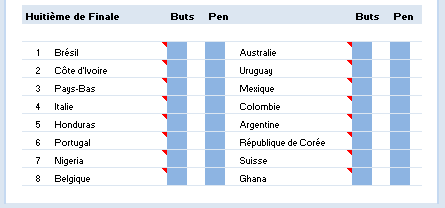 Huitième de Finale Buts Pen Buts Pen
1 Brésil Australie
2 Côte d'Ivoire Uruguay
3 Pays-Bas Mexique
4 Italie Colombie
5 Honduras Argentine
6 Portugal République de Corée
7 Nigeria Suisse
8 Belgique Ghana